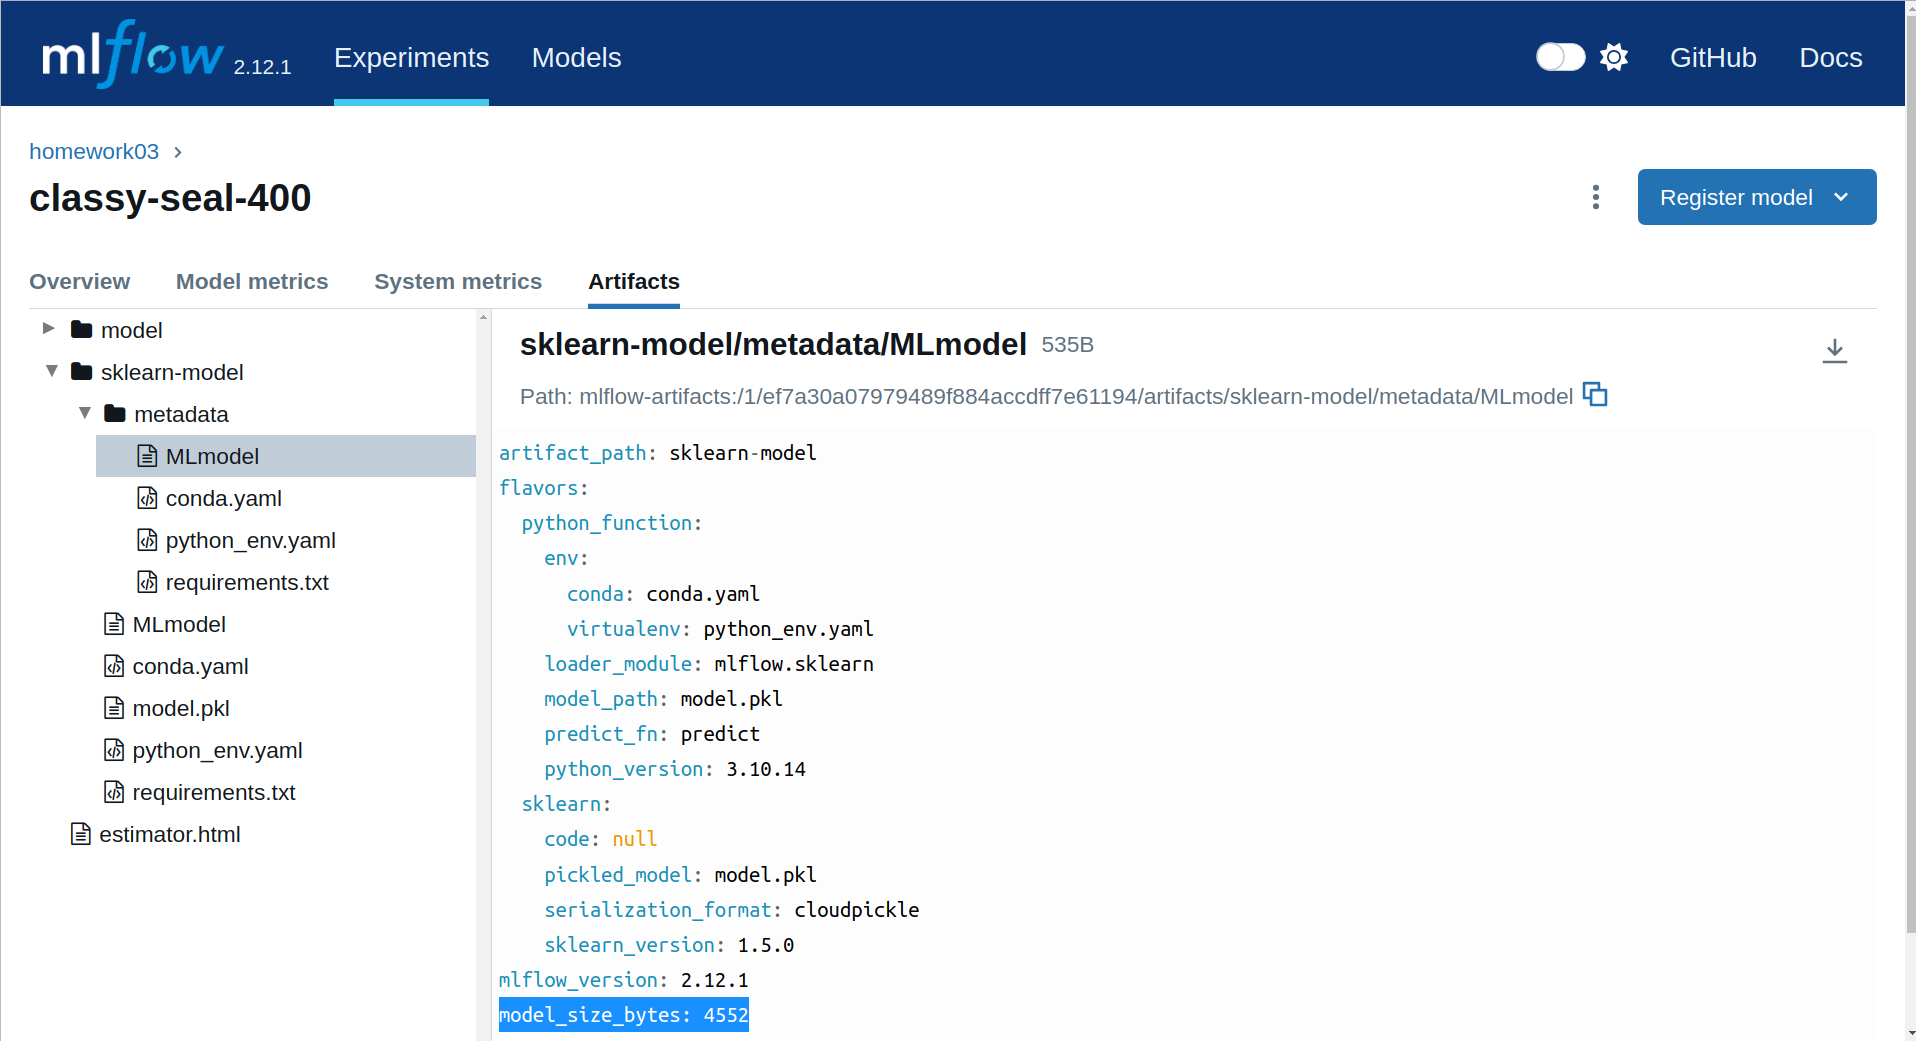 mlflow 2.12.1 Experiments Models GitHub Docs
homework03
classy-seal-400
Register model
Overview Model metrics System metrics Artifacts
model
sklearn-model
metadata
MLmodel
conda.yaml
python_env.yaml
requirements.txt
MLmodel
conda.yaml
model.pkl
python_env.yaml
requirements.txt
estimator.html
sklearn-model/metadata/MLmodel 535B
Path: mlflow-artifacts:/1/ef7a30a07979489f884accdff7e61194/artifacts/sklearn-model/metadata/MLmodel
artifact_path: sklearn-model
flavors:
python_function:
env:
conda: conda.yaml
virtualenv: python_env.yaml
loader_module: mlflow.sklearn
model_path: model.pkl
predict_fn: predict
python_version: 3.10.14
sklearn:
code: null
pickled_model: model.pkl
serialization_format: cloudpickle
sklearn_version: 1.5.0
mlflow_version: 2.12.1
model_size_bytes: 4552